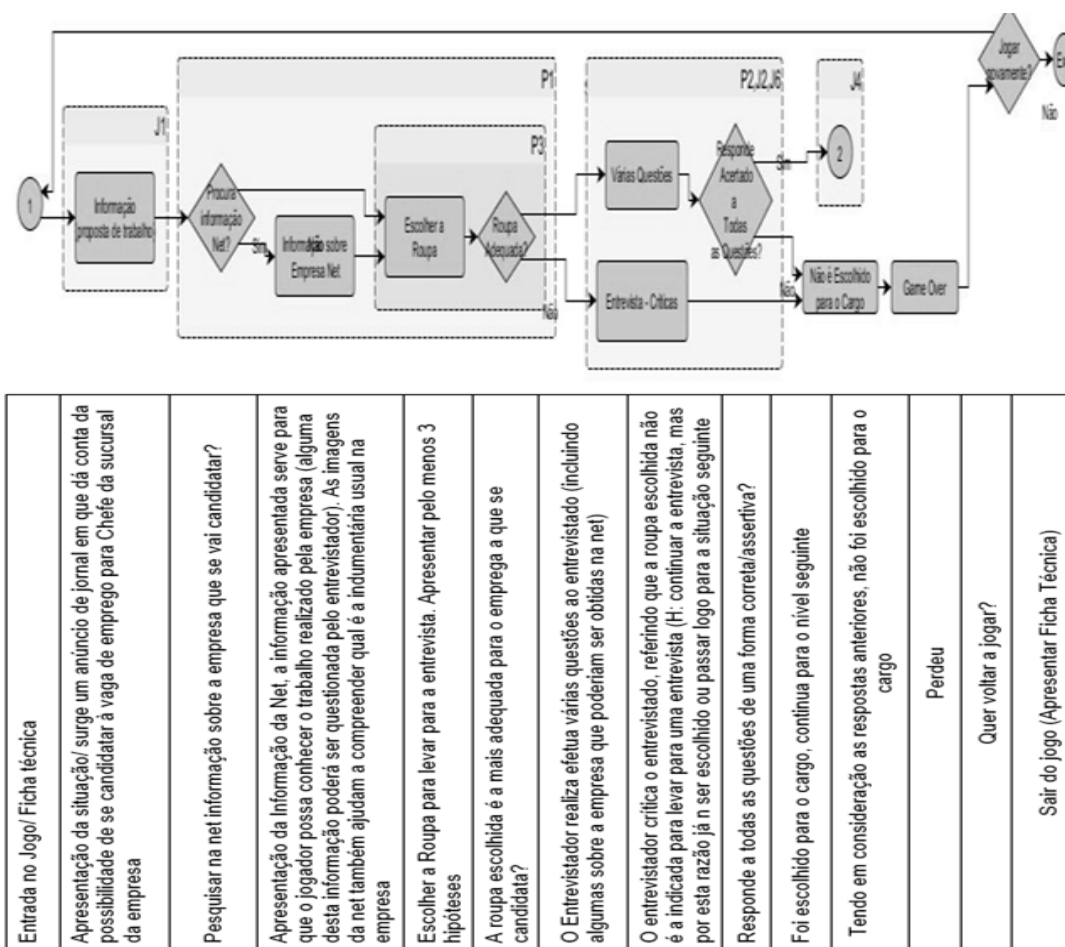 Jogar
novamente?
Não
J1
P1
P3
P2,J2,J6
J4
1
Informação
(proposta de trabalho)
Procura
informação
Net?
Sim
Informação sobre
Empresa Net
Não
Escolher a
Roupa
Roupa
Adequada?
Não
Várias Questões
Entrevista - Críticas
Responde
Acertado
a
Todas
as Questões?
Sim
Não
2
Não é Escolhido
para o Cargo
Game Over
Entrada no Jogo/ Ficha técnica
Apresentação da situação/ surge um anúncio de jornal em que dá conta da
possibilidade de se candidatar à vaga de emprego para Chefe da sucursal
da empresa
Pesquisar na net informação sobre a empresa que se vai candidatar?
Apresentação da Informação da Net, a informação apresentada serve para
que o jogador possa conhecer o trabalho realizado pela empresa (alguma
desta informação poderá ser questionada pelo entrevistador). As imagens
da net também ajudam a compreender qual é a indumentária usual na
empresa
Escolher a Roupa para levar para a entrevista. Apresentar pelo menos 3
hipóteses
A roupa escolhida é a mais adequada para o emprega a que se
candidata?
O Entrevistador realiza efetua várias questões ao entrevistado (incluindo
algumas sobre a empresa que poderiam ser obtidas na net)
O entrevistador crítica o entrevistado, referindo que a roupa escolhida não
é a indicada para levar para uma entrevista (H: continuar a entrevista, mas
por esta razão já n ser escolhido ou passar logo para a situação seguinte
Responde a todas as questões de uma forma correta/assertiva?
Foi escolhido para o cargo, continua para o nível seguinte
Tendo em consideração as respostas anteriores, não foi escolhido para o
cargo
Perdeu
Quer voltar a jogar?
Sair do jogo (Apresentar Ficha Técnica)